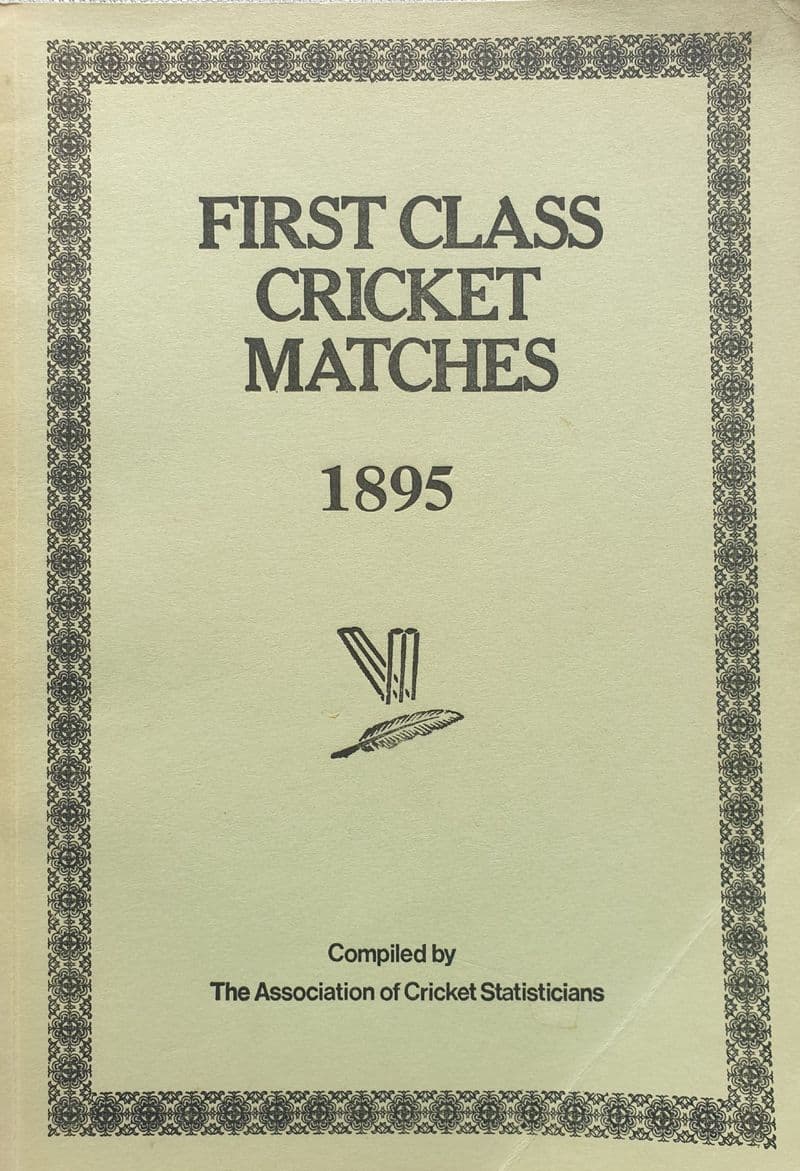 FIRST CLASS
CRICKET
MATCHES
1895
Compiled by
The Association of Cricket Statisticians